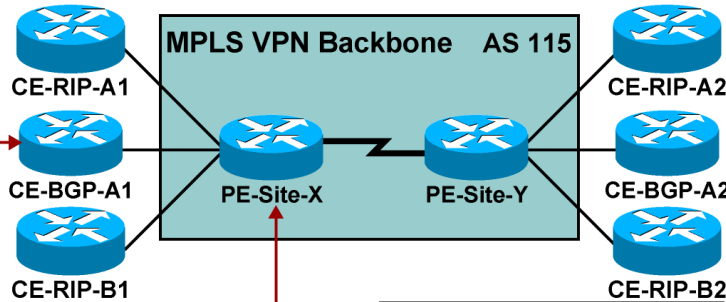 MPLS VPN Backbone AS 115
CE-RIP-A1
CE-RIP-A2
CE-BGP-A1
PE-Site-X
PE-Site-Y
CE-BGP-A2
CE-RIP-B1
CE-RIP-B2